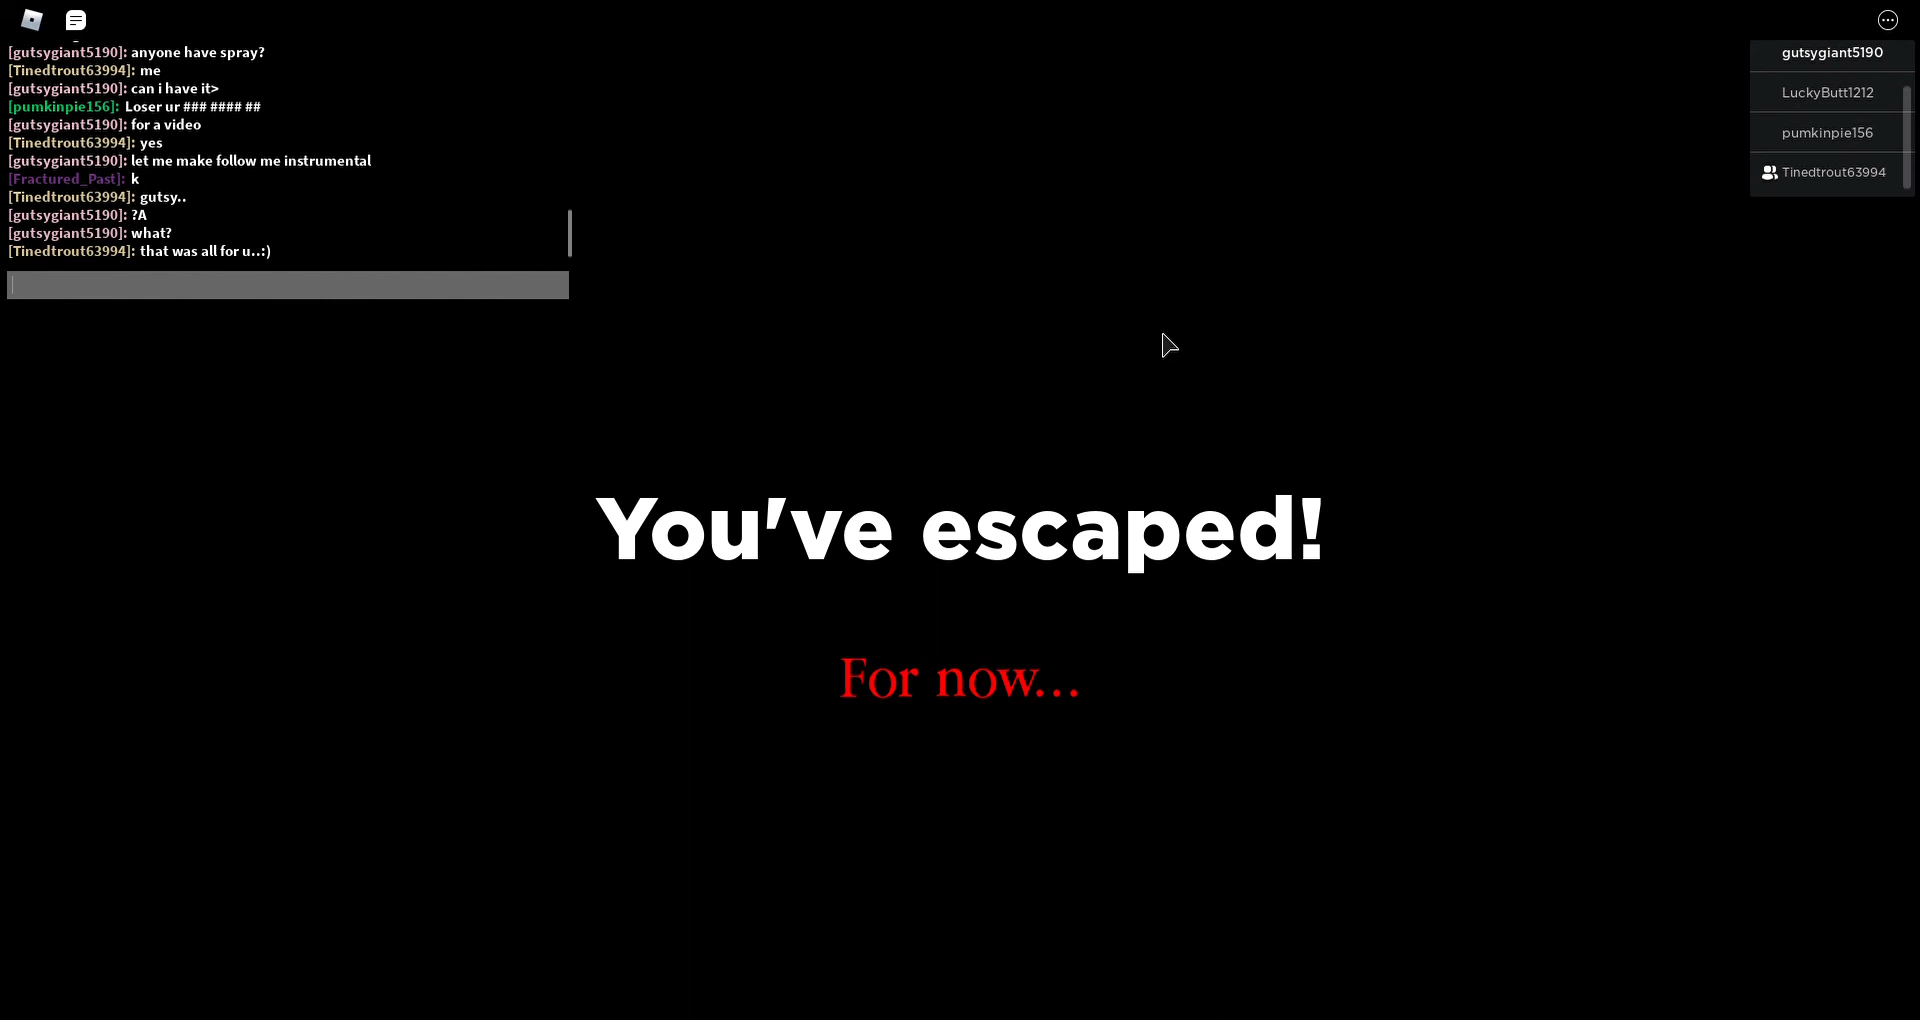 [gutsygiant5190]: anyone have spray?
[Tinedtrout63994]: me
[gutsygiant5190]: can i have it>
[pumkinpie156]: Loser ur ### #### ##
[gutsygiant5190]: for a video
[Tinedtrout63994]: yes
[gutsygiant5190]: let me make follow me instrumental
[Fractured_Past]: k
[Tinedtrout63994]: gutsy..
[gutsygiant5190]: ?A
[gutsygiant5190]: what?
[Tinedtrout63994]: that was all for u..:)
gutsygiant5190
LuckyButt1212
pumkinpie156
Tinedtrout63994
You've escaped!
For now...